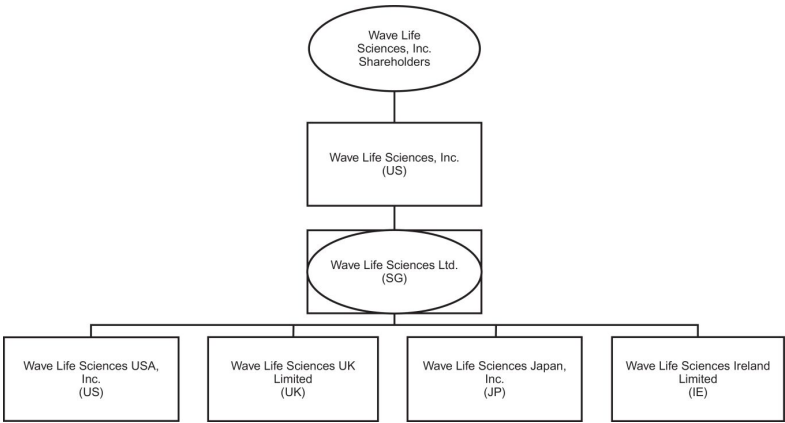 Wave Life
Sciences, Inc.
Shareholders
Wave Life Sciences, Inc.
(US)
Wave Life Sciences Ltd.
(SG)
Wave Life Sciences USA,
Inc.
(US)
Wave Life Sciences UK
Limited
(UK)
Wave Life Sciences Japan,
Inc.
(JP)
Wave Life Sciences Ireland
Limited
(IE)